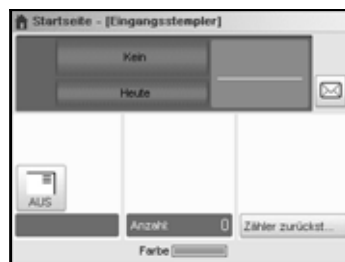 Startseite - [Eingangsstempler]
Kein
Heute
AUS
Anzahl: 0
Zähler zurückst...
Farbe